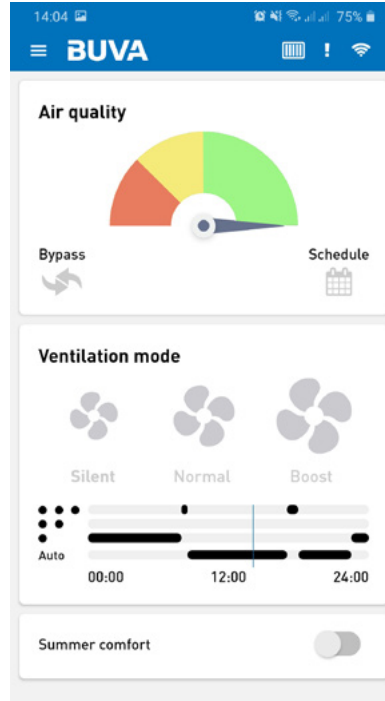 14:04 75%
BUVA !
Air quality
Bypass Schedule
Ventilation mode
Silent Normal Boost
Auto
00:00 12:00 24:00
Summer comfort